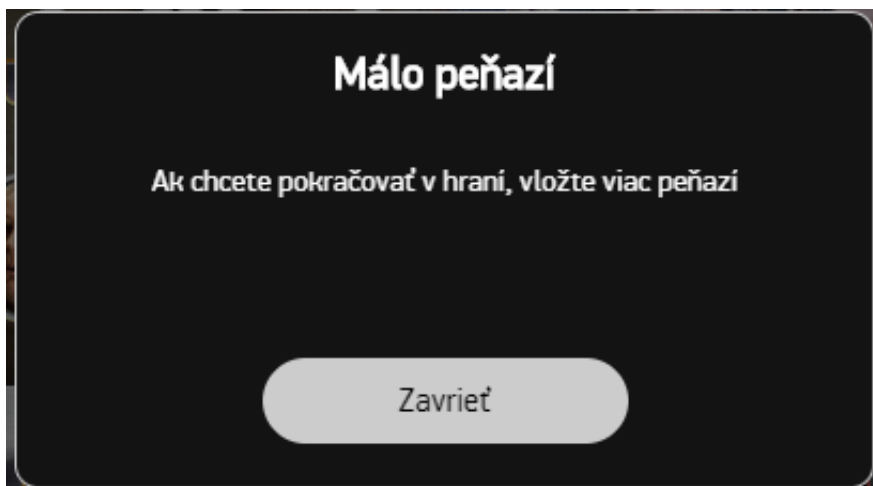 Málo peňazí
Ak chcete pokračovať v hraní, vložte viac peňazí
Zavrieť